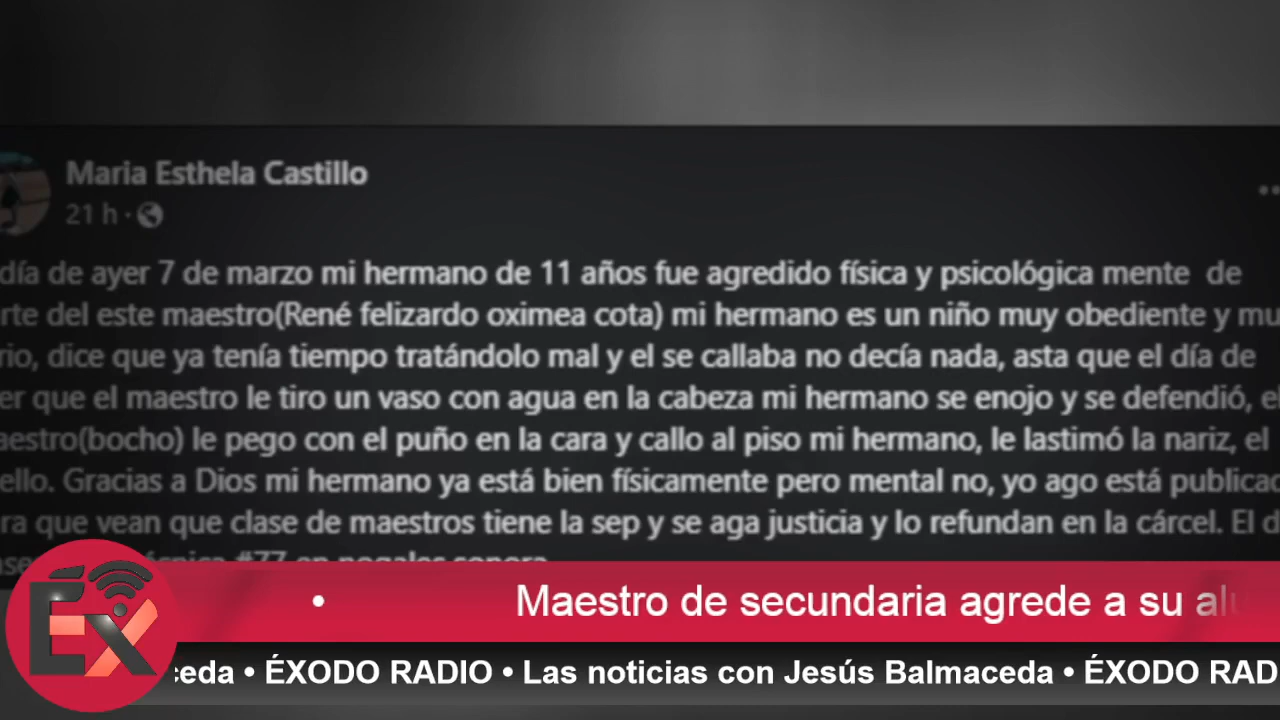 Maria Esthela Castillo
21 h ·
día de ayer 7 de marzo mi hermano de 11 años fue agredido física y psicológica mente de
rte del este maestro(René felizardo oximea cota) mi hermano es un niño muy obediente y mu
rio, dice que ya tenía tiempo tratándolo mal y el se callaba no decía nada, asta que el día de
er que el maestro le tiro un vaso con agua en la cabeza mi hermano se enojo y se defendió, el
aestro(bocho) le pego con el puño en la cara y callo al piso mi hermano, le lastimó la nariz, el
ello. Gracias a Dios mi hermano ya está bien físicamente pero mental no, yo ago está publicac
ra que vean que clase de maestros tiene la sep y se aga justicia y lo refundan en la cárcel. El d
#77 en nogales sonora
• Maestro de secundaria agrede a su alu
ÉX
ceda • ÉXODO RADIO • Las noticias con Jesús Balmaceda • ÉXODO RAD